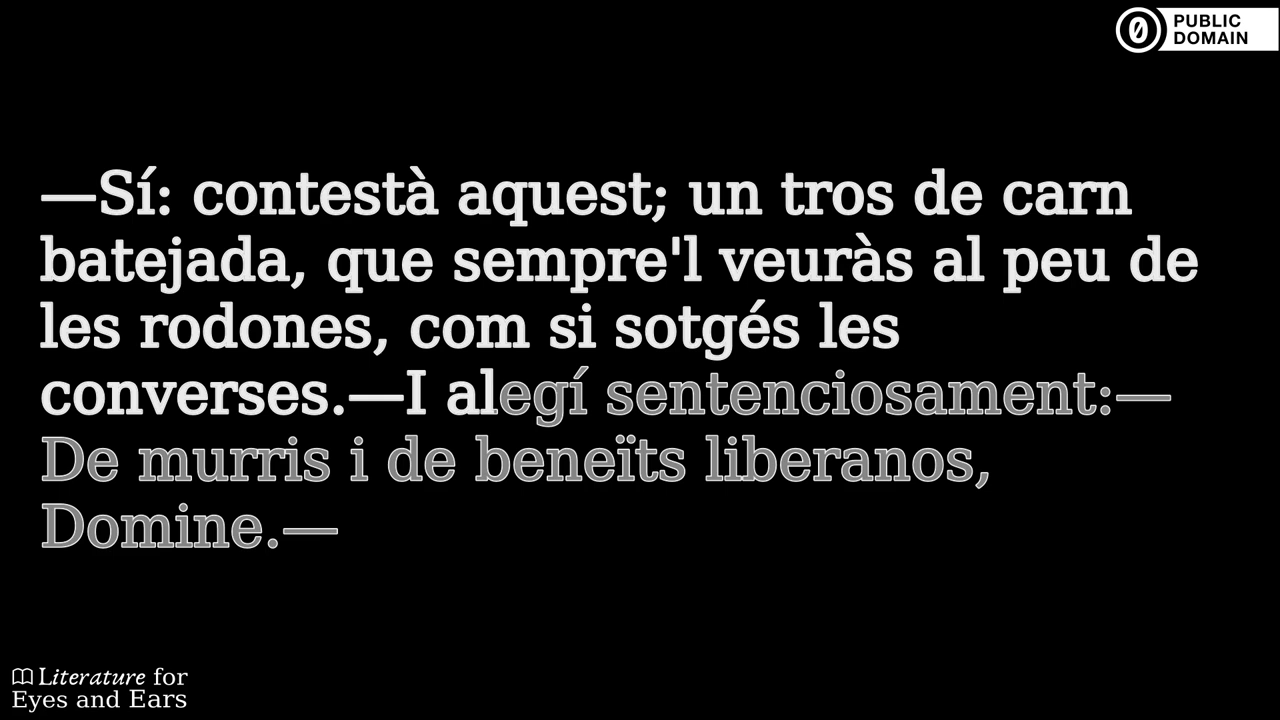 PUBLIC
DOMAIN
—Sí: contestà aquest; un tros de carn
batejada, que sempre'l veuràs al peu de
les rodones, com si sotgés les
converses.—I alegí sentenciosament:—
De murris i de beneïts liberanos,
Domine.—
Literature for
Eyes and Ears